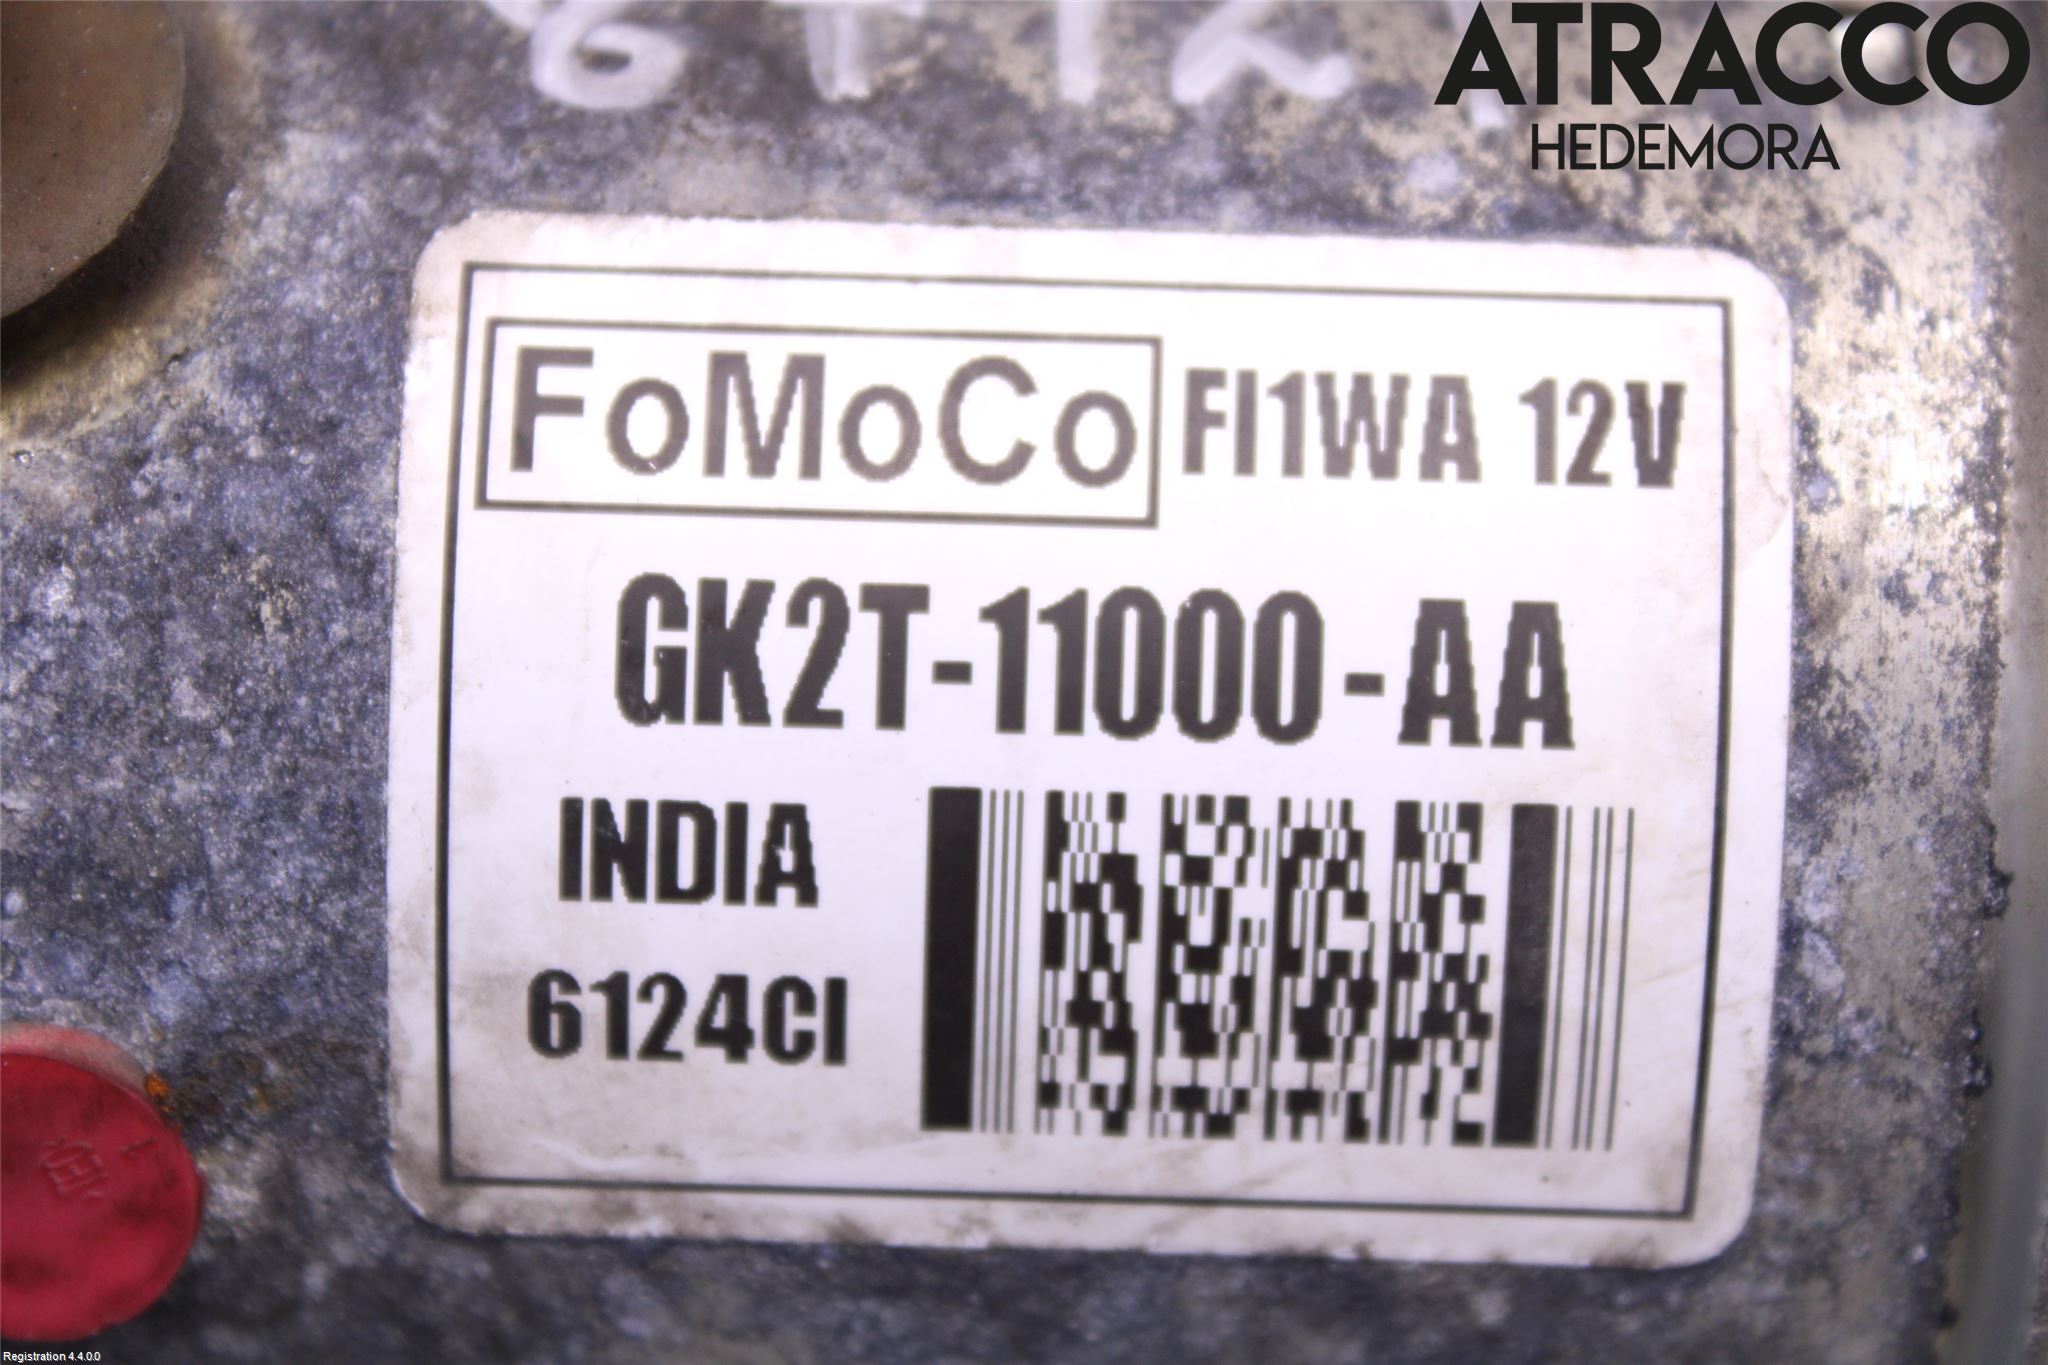 ATRACCO
HEDEMORA
FoMoCo FI1WA 12V
GK2T-11000-AA
INDIA
6124CI
Registration 4.4.0.0